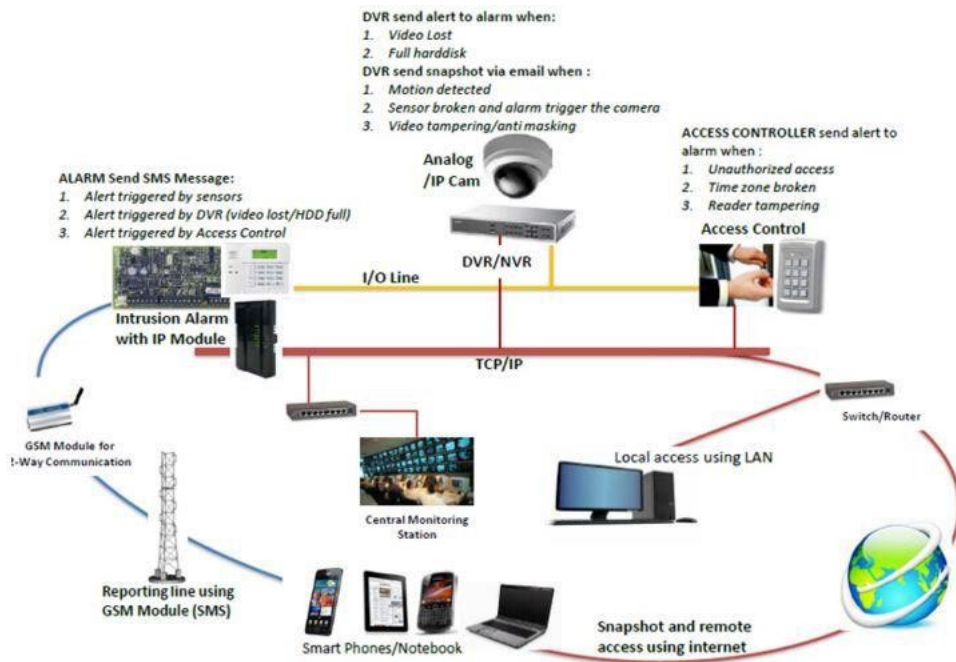 DVR send alert to alarm when:
1. Video Lost
2. Full harddisk
DVR send snapshot via email when :
1. Motion detected
2. Sensor broken and alarm trigger the camera
3. Video tampering/anti masking
Analog
/IP Cam
ACCESS CONTROLLER send alert to
alarm when :
1. Unauthorized access
2. Time zone broken
3. Reader tampering
Access Control
ALARM Send SMS Message:
1. Alert triggered by sensors
2. Alert triggered by DVR (video lost/HDD full)
3. Alert triggered by Access Control
DVR/NVR
I/O Line
Intrusion Alarm
with IP Module
TCP/IP
GSM Module for
2-Way Communication
Switch/Router
Local access using LAN
Central Monitoring
Station
Reporting line using
GSM Module (SMS)
Smart Phones/Notebook
Snapshot and remote
access using internet